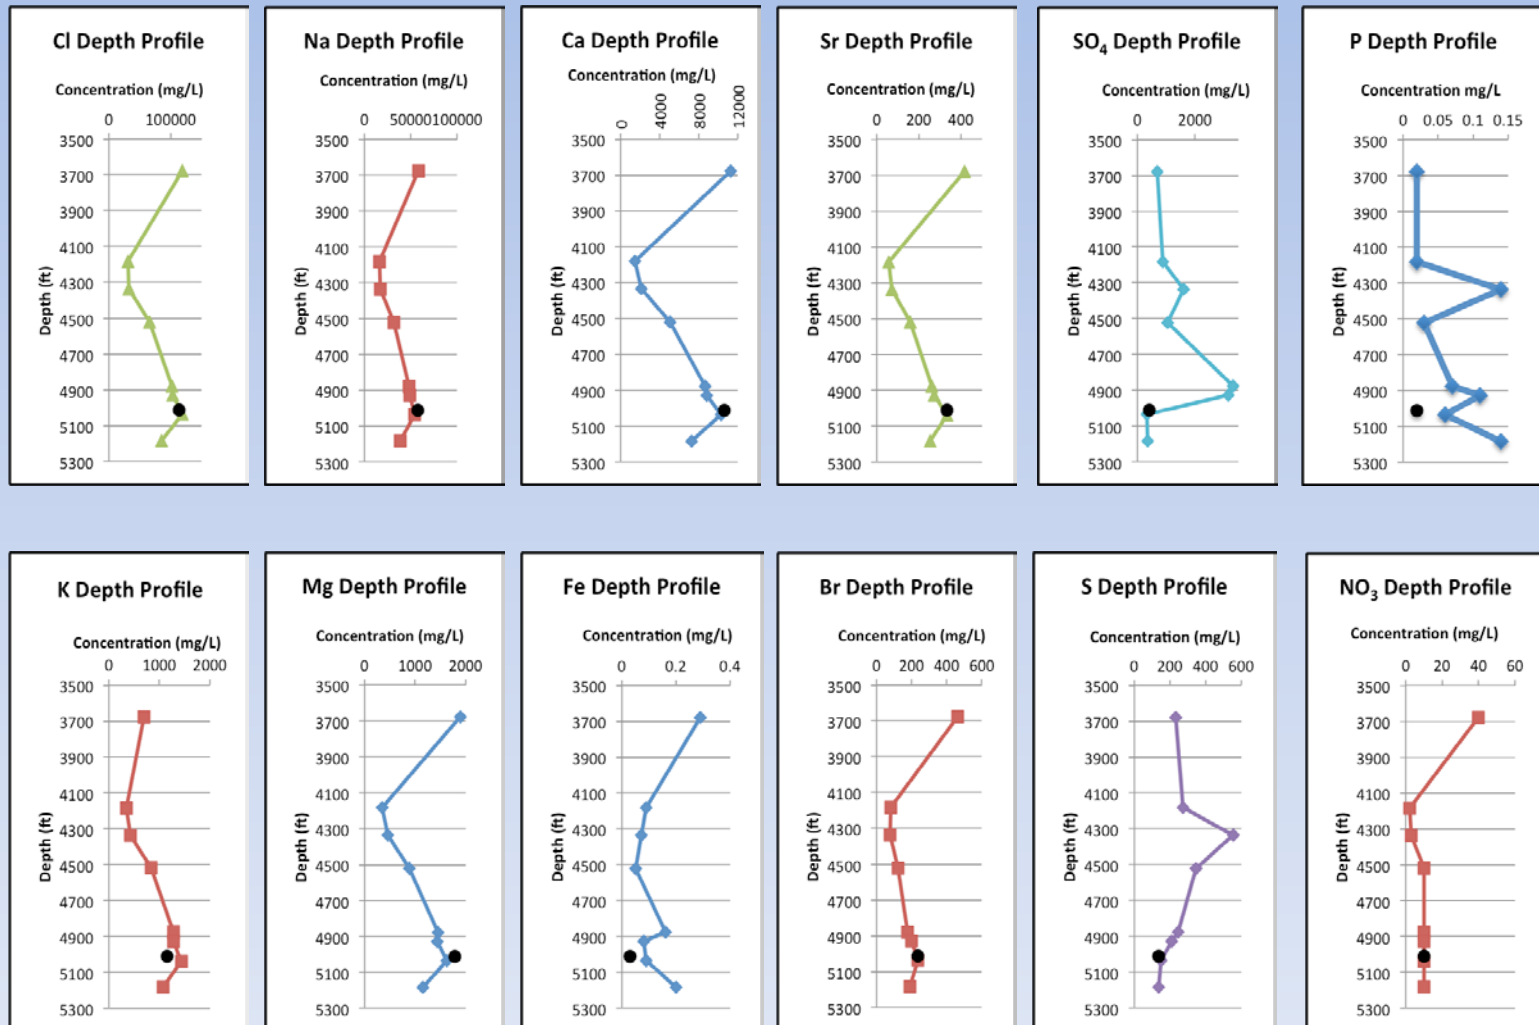 Cl Depth Profile
Concentration (mg/L)
0 100000
3500
3700
3900
4100
4300
4500
4700
4900
5100
5300
Depth (ft)
Na Depth Profile
Concentration (mg/L)
0 50000 100000
3500
3700
3900
4100
4300
4500
4700
4900
5100
5300
Depth (ft)
Ca Depth Profile
Concentration (mg/L)
0 4000 8000 12000
3500
3700
3900
4100
4300
4500
4700
4900
5100
5300
Depth (ft)
Sr Depth Profile
Concentration (mg/L)
0 200 400
3500
3700
3900
4100
4300
4500
4700
4900
5100
5300
Depth (ft)
SO4 Depth Profile
Concentration (mg/L)
0 2000
3500
3700
3900
4100
4300
4500
4700
4900
5100
5300
Depth (ft)
P Depth Profile
Concentration mg/L
0 0.05 0.1 0.15
3500
3700
3900
4100
4300
4500
4700
4900
5100
5300
Depth (ft)
K Depth Profile
Concentration (mg/L)
0 1000 2000
3500
3700
3900
4100
4300
4500
4700
4900
5100
5300
Depth (ft)
Mg Depth Profile
Concentration (mg/L)
0 1000 2000
3500
3700
3900
4100
4300
4500
4700
4900
5100
5300
Depth (ft)
Fe Depth Profile
Concentration (mg/L)
0 0.2 0.4
3500
3700
3900
4100
4300
4500
4700
4900
5100
5300
Depth (ft)
Br Depth Profile
Concentration (mg/L)
0 200 400 600
3500
3700
3900
4100
4300
4500
4700
4900
5100
5300
Depth (ft)
S Depth Profile
Concentration (mg/L)
0 200 400 600
3500
3700
3900
4100
4300
4500
4700
4900
5100
5300
Depth (ft)
NO3 Depth Profile
Concentration (mg/L)
0 20 40 60
3500
3700
3900
4100
4300
4500
4700
4900
5100
5300
Depth (ft)